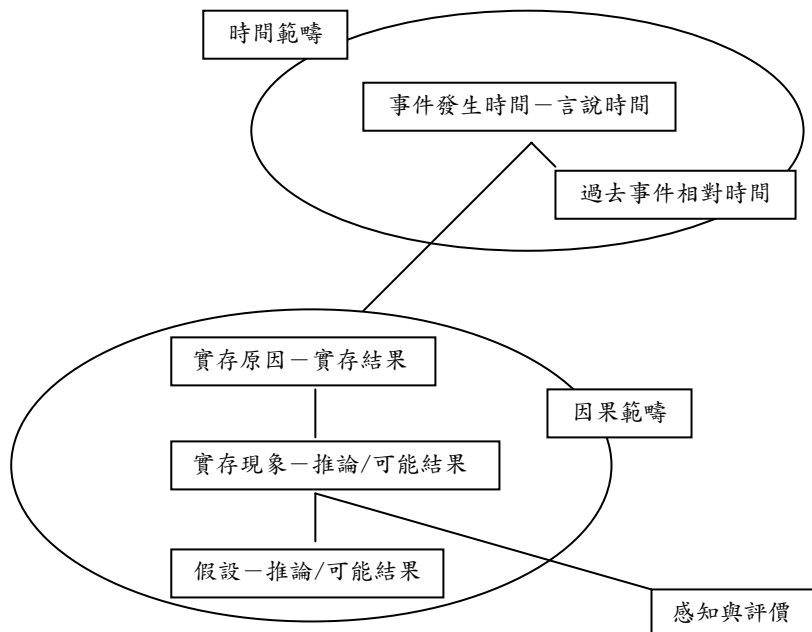 時間範疇
事件發生時間－言說時間
過去事件相對時間
實存原因－實存結果
因果範疇
實存現象－推論/可能結果
假設－推論/可能結果
感知與評價